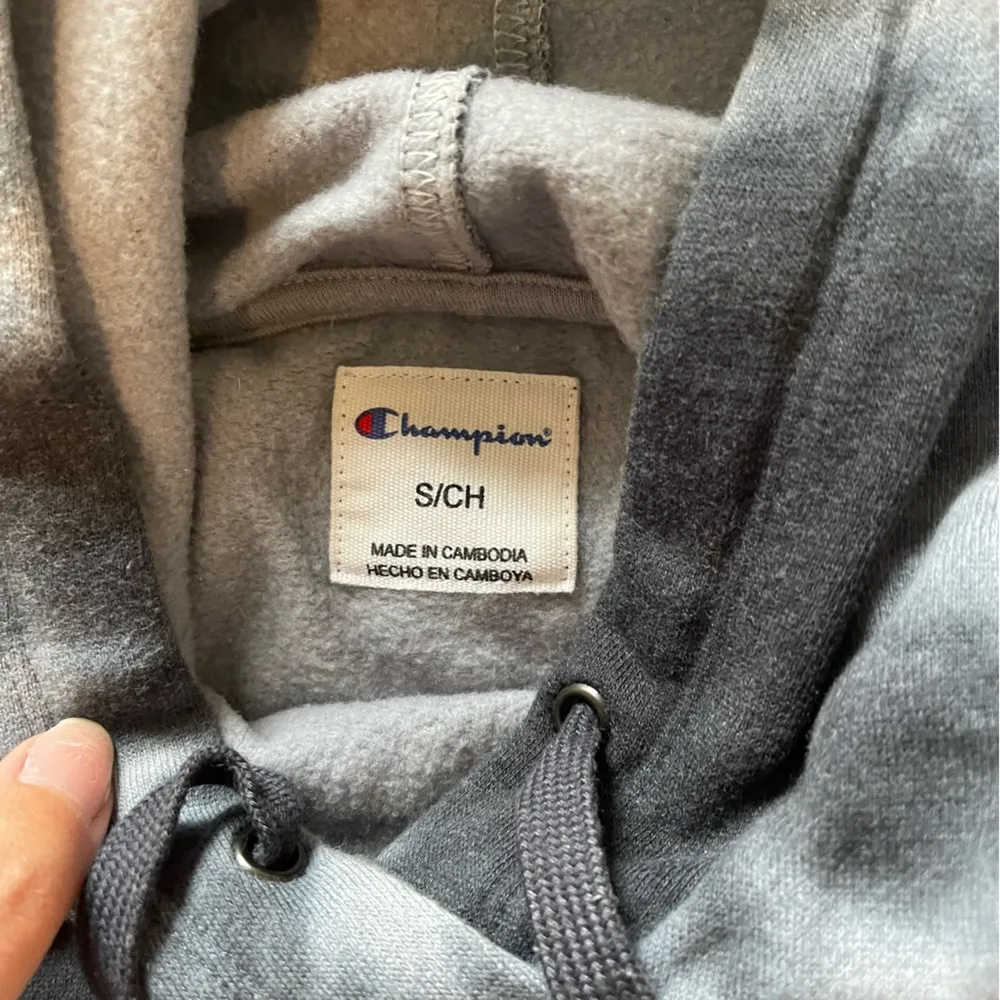 Champion®
S/CH
MADE IN CAMBODIA
HECHO EN CAMBOYA